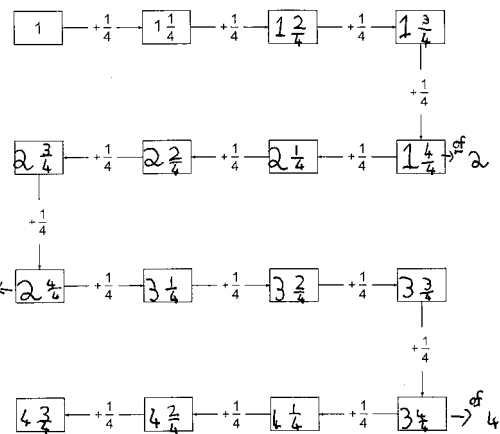 1 + 1/4 1 1/4 + 1/4 1 2/4 + 1/4 1 3/4
+ 1/4
2 3/4 + 1/4 2 2/4 + 1/4 2 1/4 + 1/4 1 4/4 → of 2
+ 1/4
← 2 4/4 + 1/4 3 1/4 + 1/4 3 2/4 + 1/4 3 3/4
+ 1/4
4 3/4 + 1/4 4 2/4 + 1/4 4 1/4 + 1/4 3 4/4 → of 4